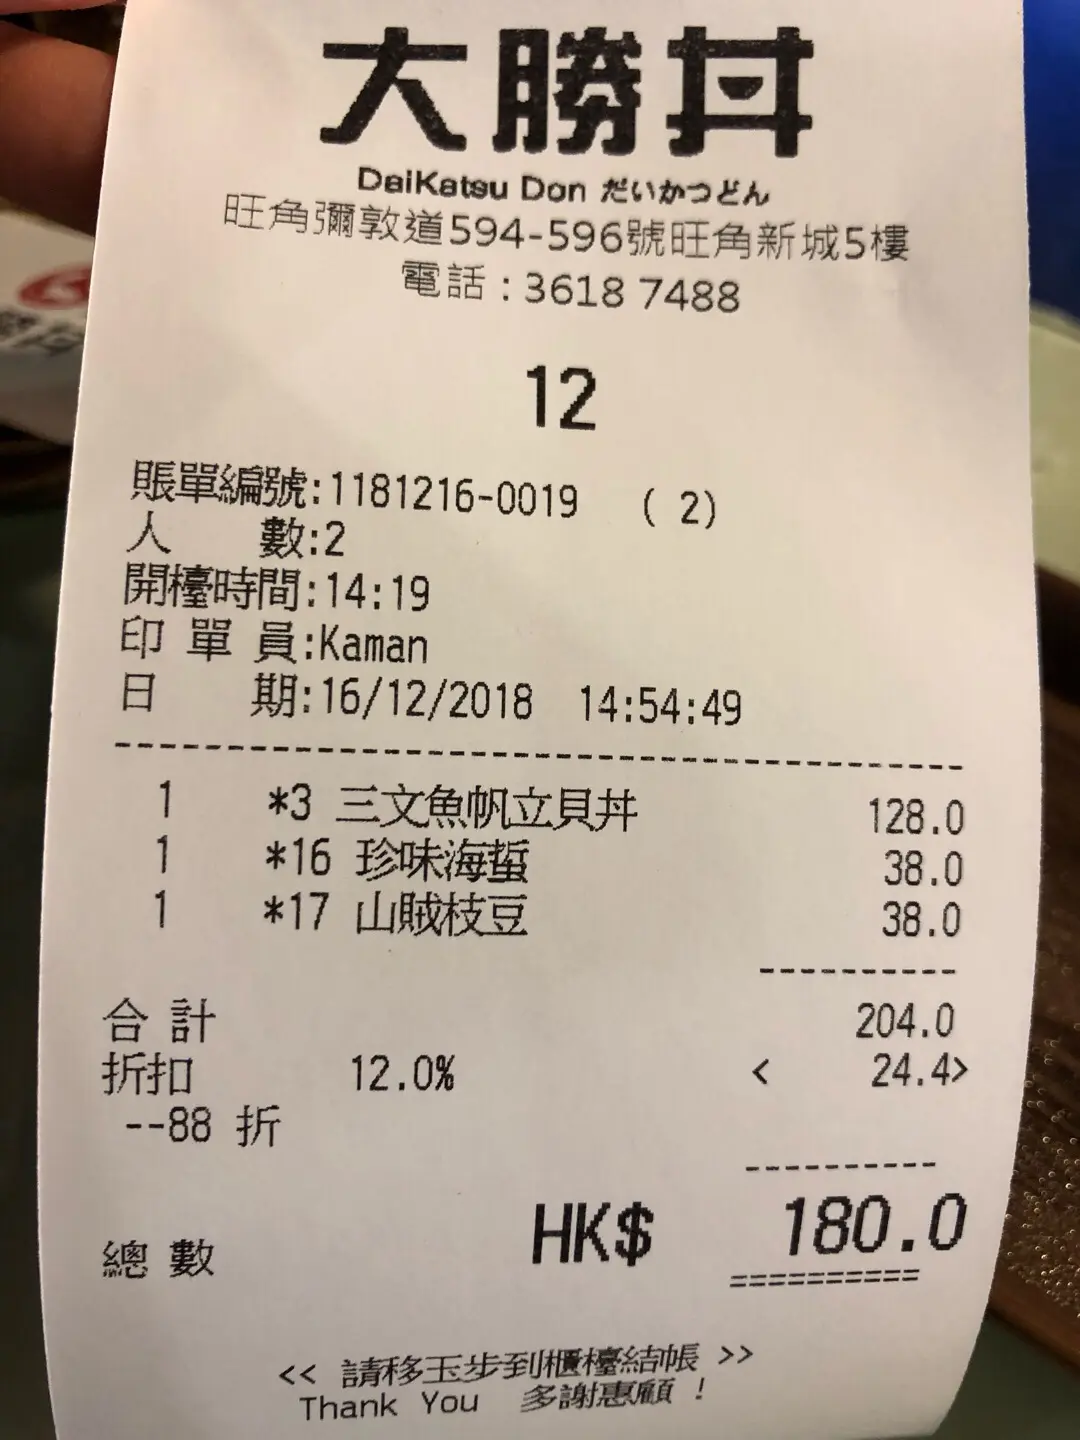 大勝丼
DaiKatsu Don だいかつどん
旺角彌敦道594-596號旺角新城5樓
電話：3618 7488
12
賬單編號:1181216-0019 ( 2)
人 數:2
開檯時間:14:19
印 單 員:Kaman
日 期:16/12/2018 14:54:49
1 *3 三文魚帆立貝丼 128.0
1 *16 珍味海蜇 38.0
1 *17 山賊枝豆 38.0
合 計 204.0
折扣 12.0% < 24.4>
--88 折
總 數 HK$ 180.0
<< 請移玉步到櫃檯結帳 >>
Thank You 多謝惠顧 !